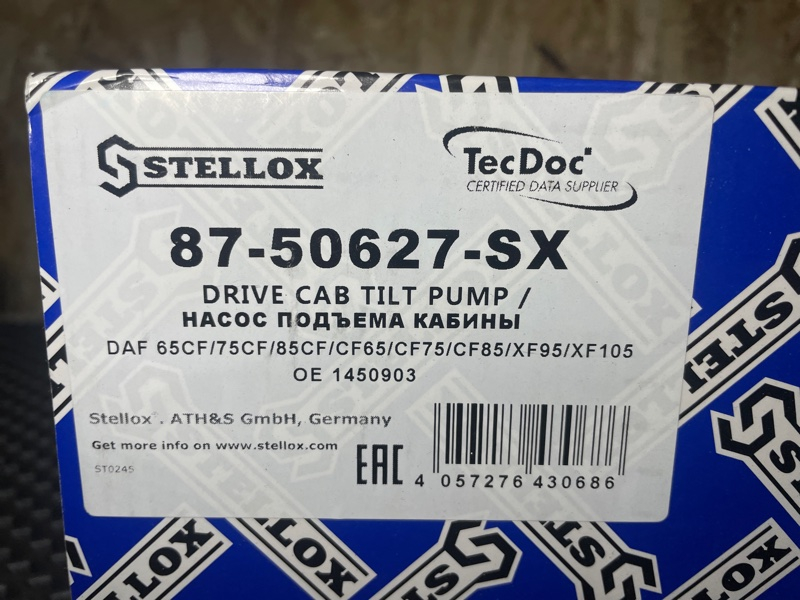 STELLOX
TecDoc
CERTIFIED DATA SUPPLIER
87-50627-SX
DRIVE CAB TILT PUMP /
НАСОС ПОДЪЕМА КАБИНЫ
DAF 65CF/75CF/85CF/CF65/CF75/CF85/XF95/XF105
OE 1450903
Stellox . ATH&S GmbH, Germany
Get more info on www.stellox.com
ST0245
EAC
4 057276 430686
STELLOX
STELLOX